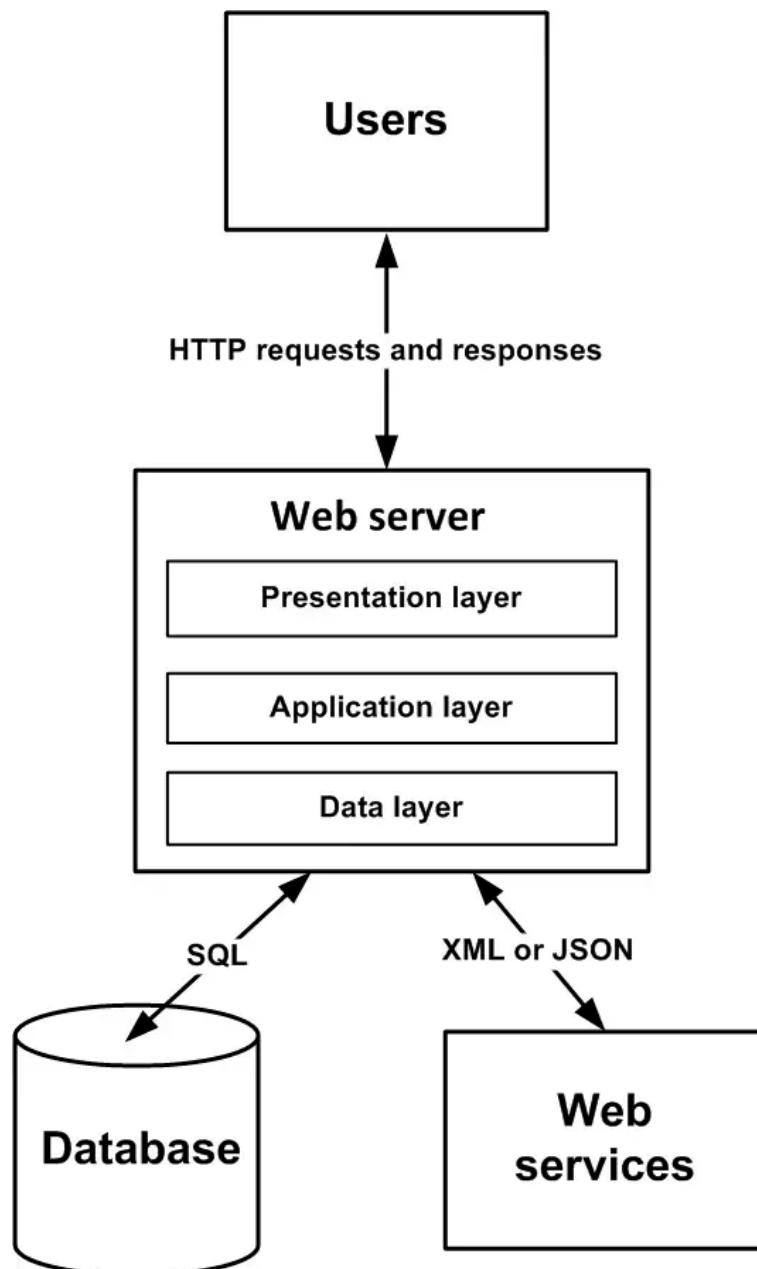 Users
HTTP requests and responses
Web server
Presentation layer
Application layer
Data layer
SQL
XML or JSON
Database
Web
services